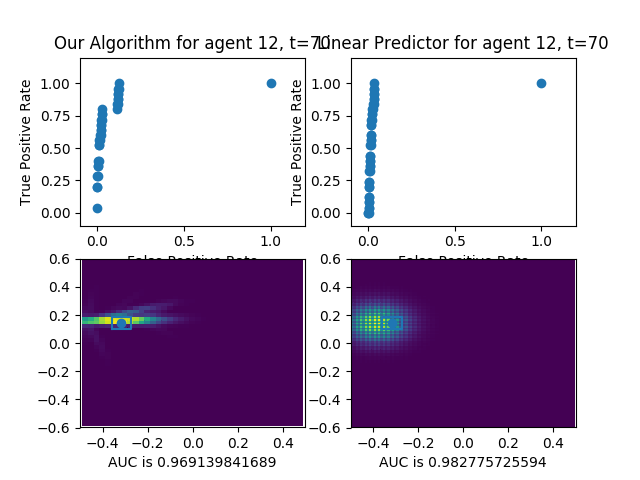 Our Algorithm for agent 12, t=70
Linear Predictor for agent 12, t=70
True Positive Rate
1.00
0.75
0.50
0.25
0.00
0.0 0.5 1.0
False Positive Rate
True Positive Rate
1.00
0.75
0.50
0.25
0.00
0.0 0.5 1.0
False Positive Rate
0.6
0.4
0.2
0.0
−0.2
−0.4
−0.6
−0.4 −0.2 0.0 0.2 0.4
AUC is 0.969139841689
0.6
0.4
0.2
0.0
−0.2
−0.4
−0.6
−0.4 −0.2 0.0 0.2 0.4
AUC is 0.982775725594